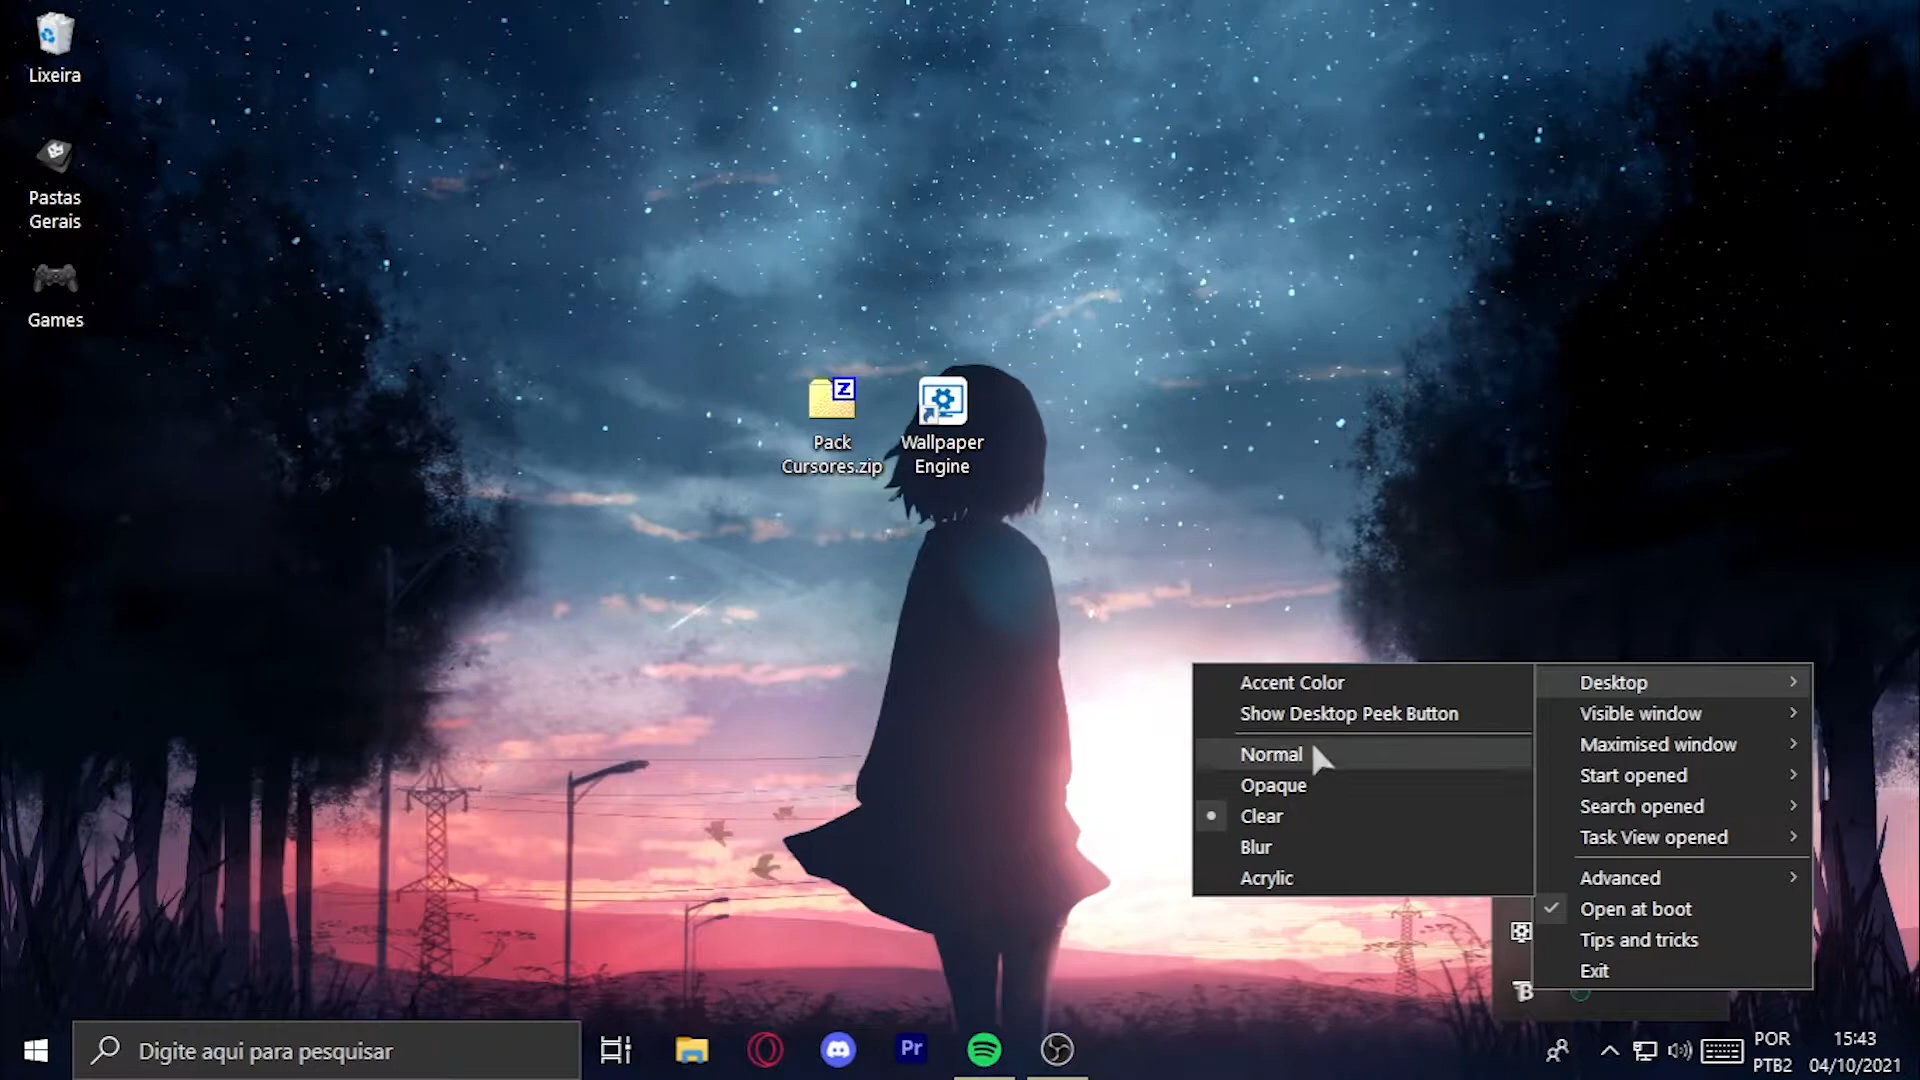 Lixeira
Pastas
Gerais
Games
Pack
Cursores.zip
Wallpaper
Engine
Accent Color
Show Desktop Peek Button
Normal
Opaque
Clear
Blur
Acrylic
Desktop
Visible window
Maximised window
Start opened
Search opened
Task View opened
Advanced
Open at boot
Tips and tricks
Exit
Digite aqui para pesquisar
Pr
POR
PTB2
15:43
04/10/2021